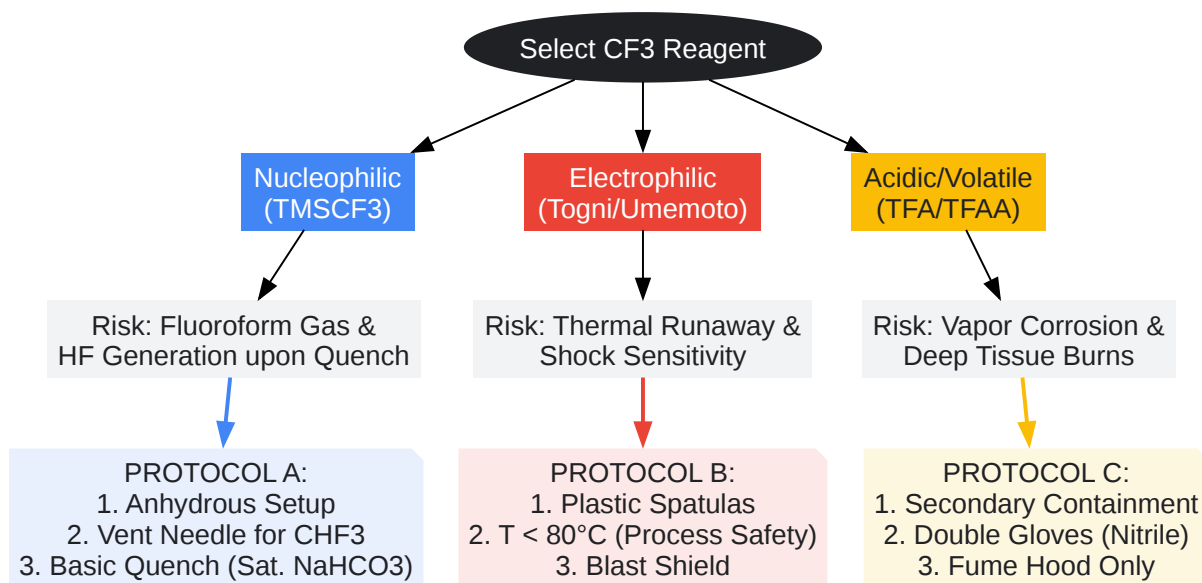 Select CF3 Reagent
Nucleophilic
(TMSCF3)
Electrophilic
(Togni/Umemoto)
Acidic/Volatile
(TFA/TFAA)
Risk: Fluoroform Gas &
HF Generation upon Quench
Risk: Thermal Runaway &
Shock Sensitivity
Risk: Vapor Corrosion &
Deep Tissue Burns
PROTOCOL A:
1. Anhydrous Setup
2. Vent Needle for CHF3
3. Basic Quench (Sat. NaHCO3)
PROTOCOL B:
1. Plastic Spatulas
2. T < 80°C (Process Safety)
3. Blast Shield
PROTOCOL C:
1. Secondary Containment
2. Double Gloves (Nitrile)
3. Fume Hood Only